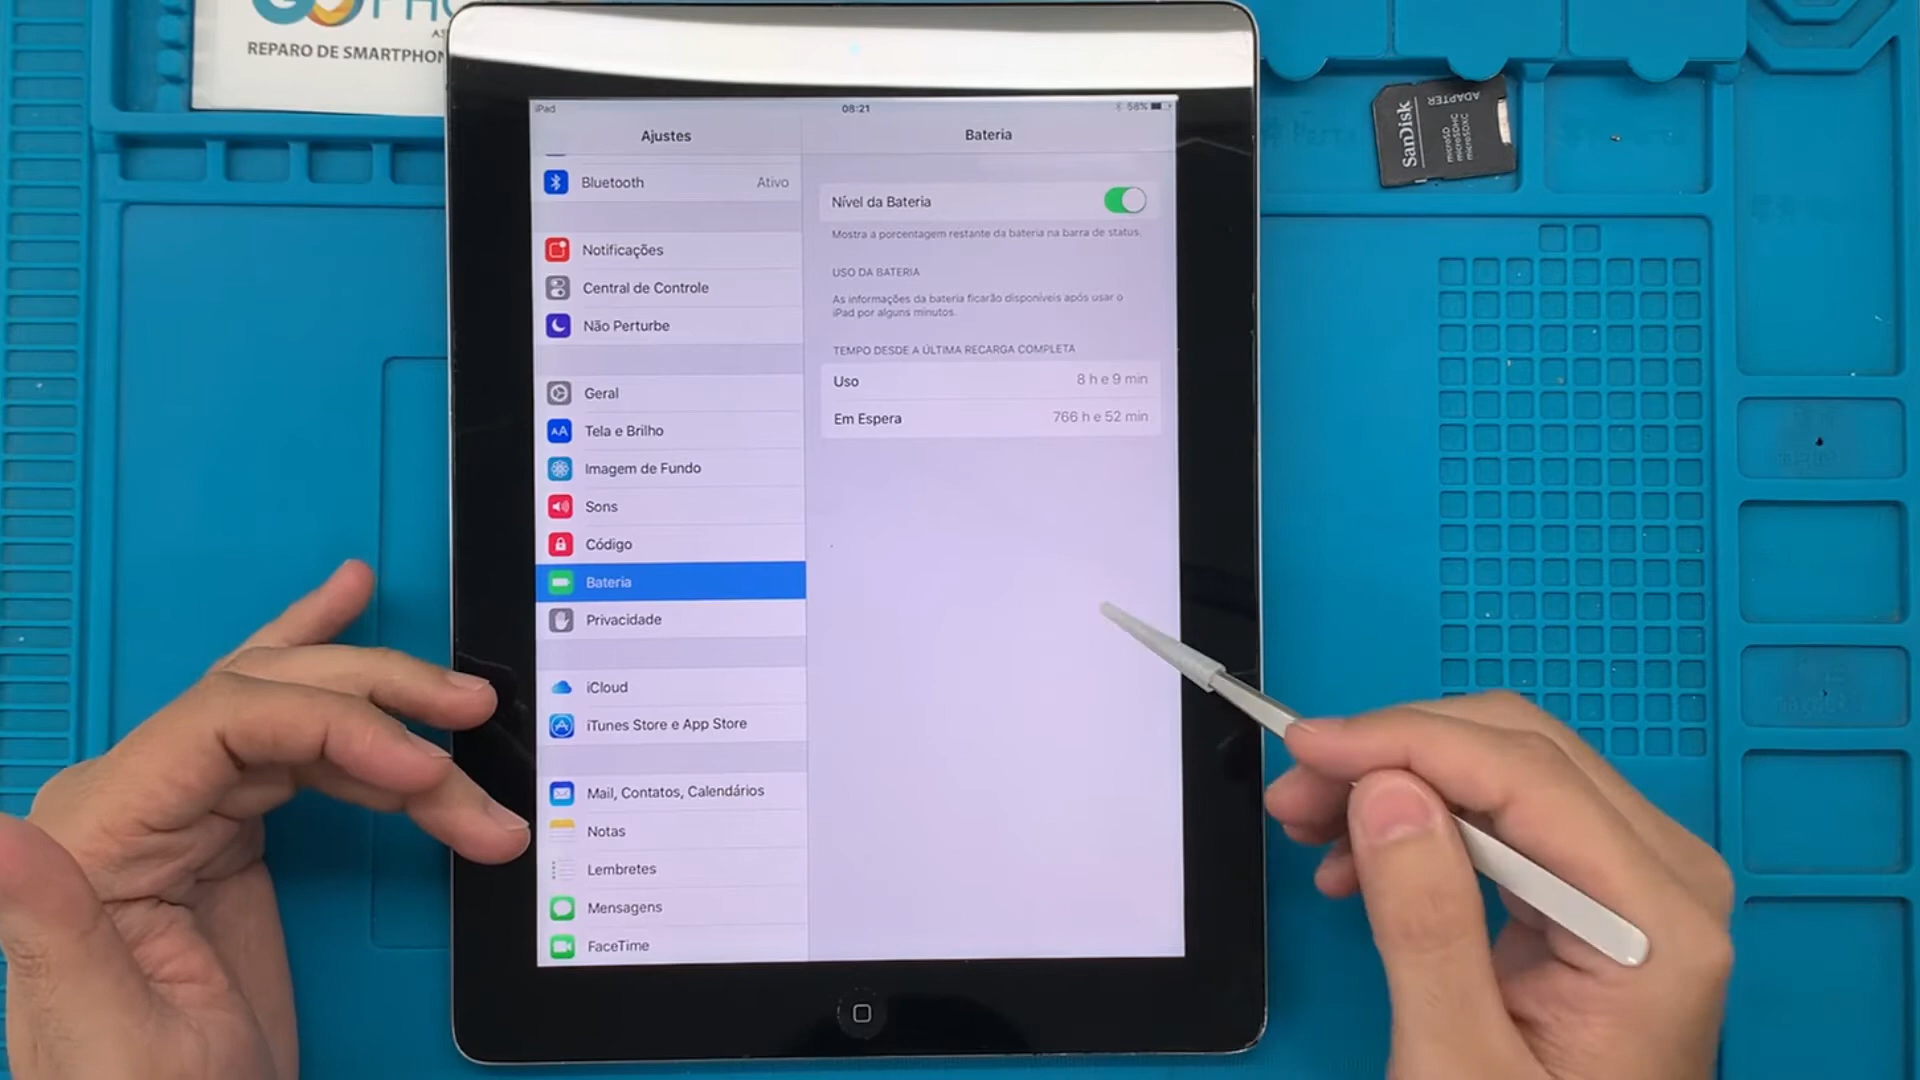 REPARO DE SMARTPHON
SanDisk
ADAPTER
microSD
microSDHC
microSDXC
iPad
08:21
58%
Ajustes
Bluetooth
Ativo
Notificações
Central de Controle
Não Perturbe
Geral
Tela e Brilho
Imagem de Fundo
Sons
Código
Bateria
Privacidade
iCloud
iTunes Store e App Store
Mail, Contatos, Calendários
Notas
Lembretes
Mensagens
FaceTime
Bateria
Nível da Bateria
Mostra a porcentagem restante da bateria na barra de status.
USO DA BATERIA
As informações da bateria ficarão disponíveis após usar o
iPad por alguns minutos.
TEMPO DESDE A ÚLTIMA RECARGA COMPLETA
Uso
8 h e 9 min
Em Espera
766 h e 52 min